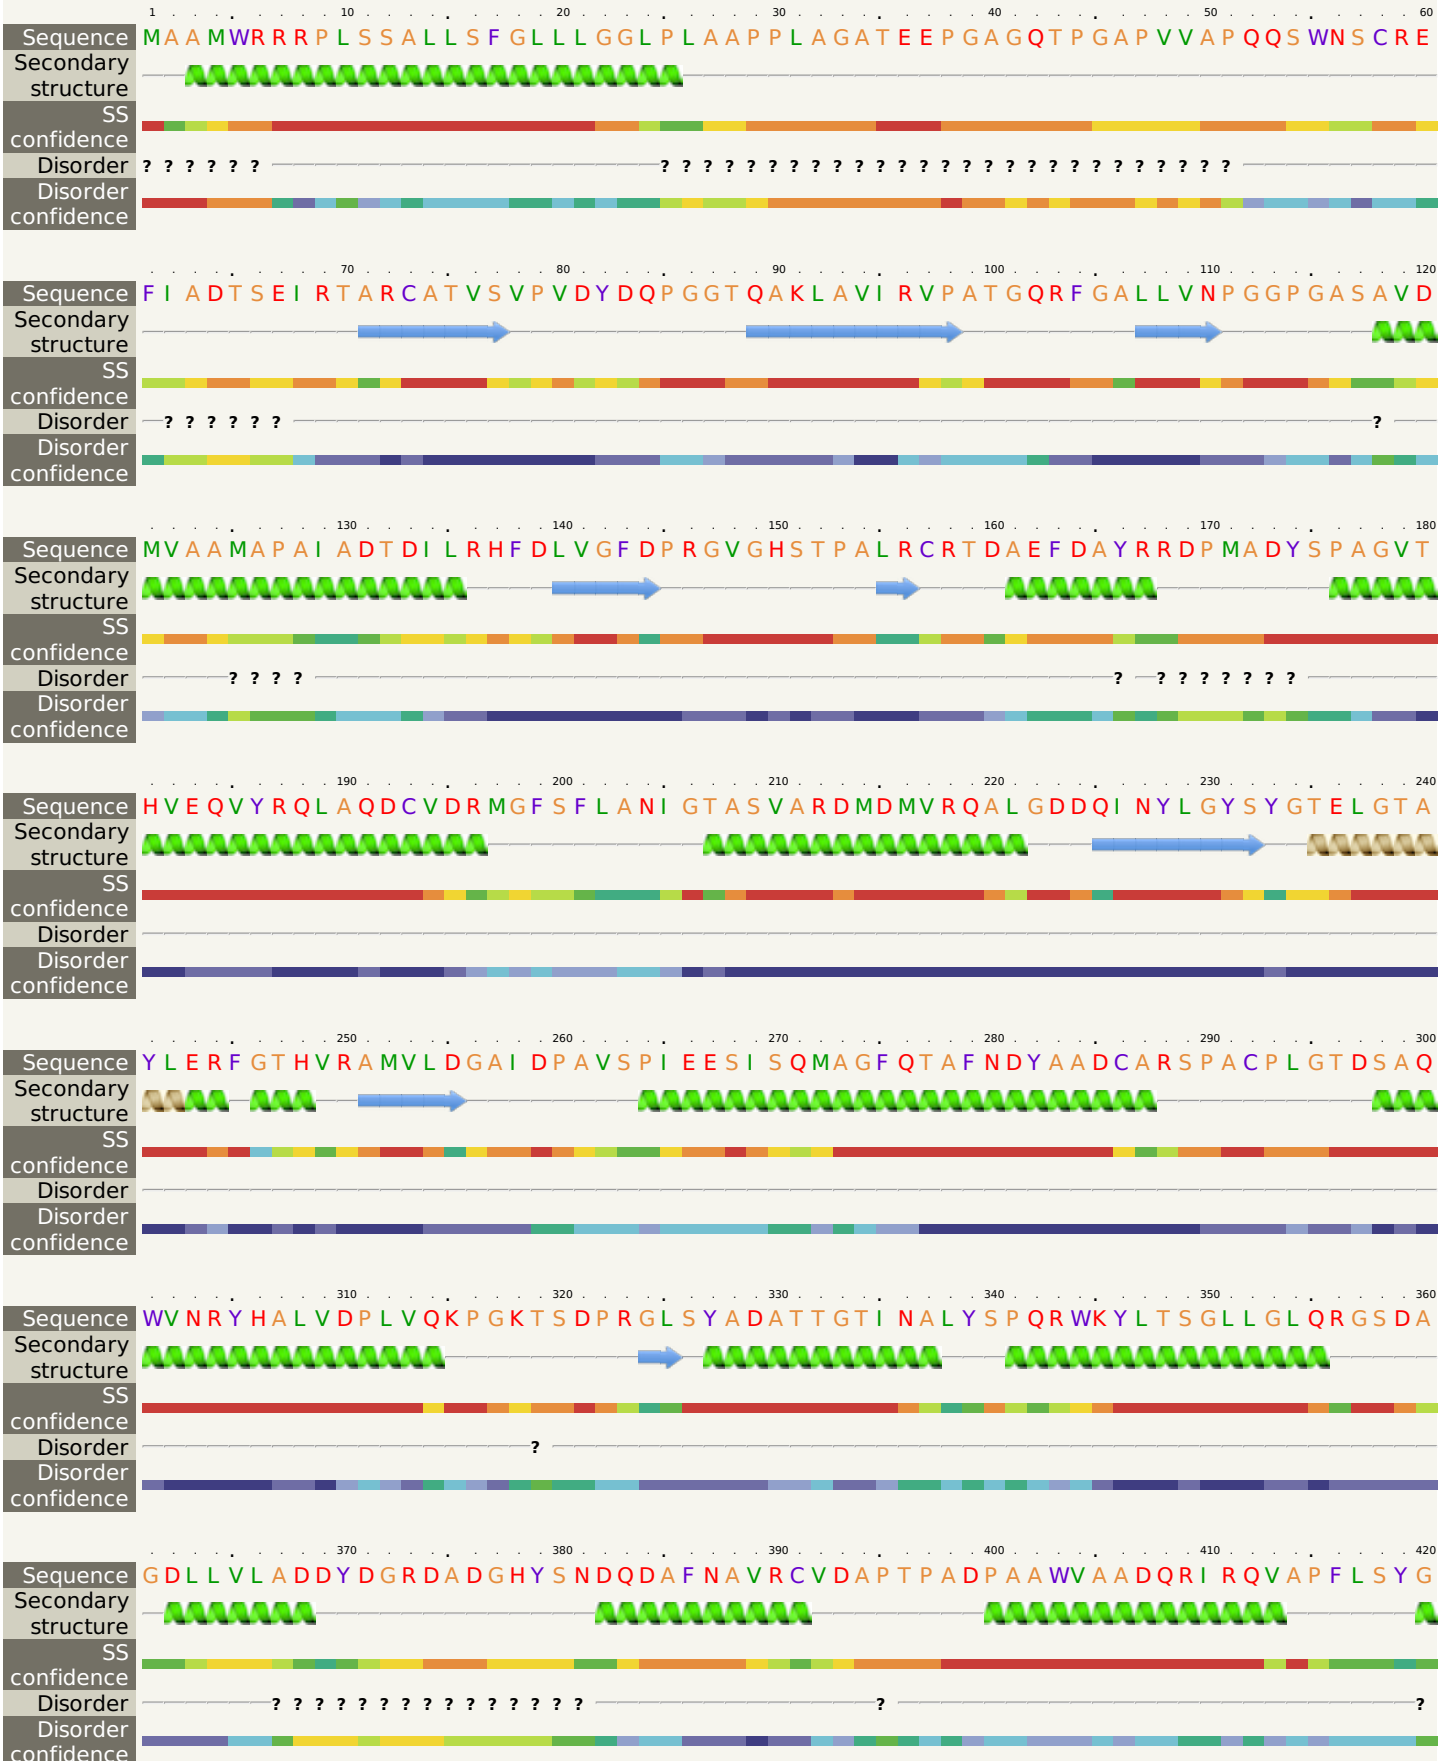 1 10 20 30 40 50 60
Sequence MAAMWRRRPLSSALLSFGLLLGGLPLAAPPLAGATEEPGAGQTPGAPVVAPQQSWNSCRE
Secondary
structure
SS
confidence
Disorder ? ? ? ? ? ? ? ? ? ? ? ? ? ? ? ? ? ? ? ? ? ? ? ? ? ? ? ? ? ? ? ? ?
Disorder
confidence
70 80 90 100 110 120
Sequence FIADTSEIRTARCATVSVPVDYDQPGGTQAKLAVIRVPATGQRFGALLVNPGGPGASAVD
Secondary
structure
SS
confidence
Disorder ? ? ? ? ? ? ?
Disorder
confidence
130 140 150 160 170 180
Sequence MVAAMAPAIADTDILRHFDLVGFDPRGVGHSTPALRCRTDAEFDAYRRDPMADYSPAGVT
Secondary
structure
SS
confidence
Disorder ? ? ? ? ? ? ? ? ? ? ? ?
Disorder
confidence
190 200 210 220 230 240
Sequence HVEQVYRQLAQDCVDRMGFSFLANIGTASVARDMDMVRQALGDDQINYLGYSYGTELGTA
Secondary
structure
SS
confidence
Disorder
Disorder
confidence
250 260 270 280 290 300
Sequence YLERFGTHVRAMVLDGAIDPAVSPIEESISQMAGFQTAFNDYAADCARSPACPLGTDSAQ
Secondary
structure
SS
confidence
Disorder
Disorder
confidence
310 320 330 340 350 360
Sequence WVNRYHALVDPLVQKPGKTSDPRGLSYADATTGTINALYSPQRWKYLTSGLLGLQRGSDA
Secondary
structure
SS
confidence
Disorder ?
Disorder
confidence
370 380 390 400 410 420
Sequence GDLLVLADDYDGRDADGHYSNDQDAFNAVRCVDAPTPADPAAWVAADQRIRQVAPFLSYG
Secondary
structure
SS
confidence
Disorder ? ? ? ? ? ? ? ? ? ? ? ? ? ? ? ? ?
Disorder
confidence